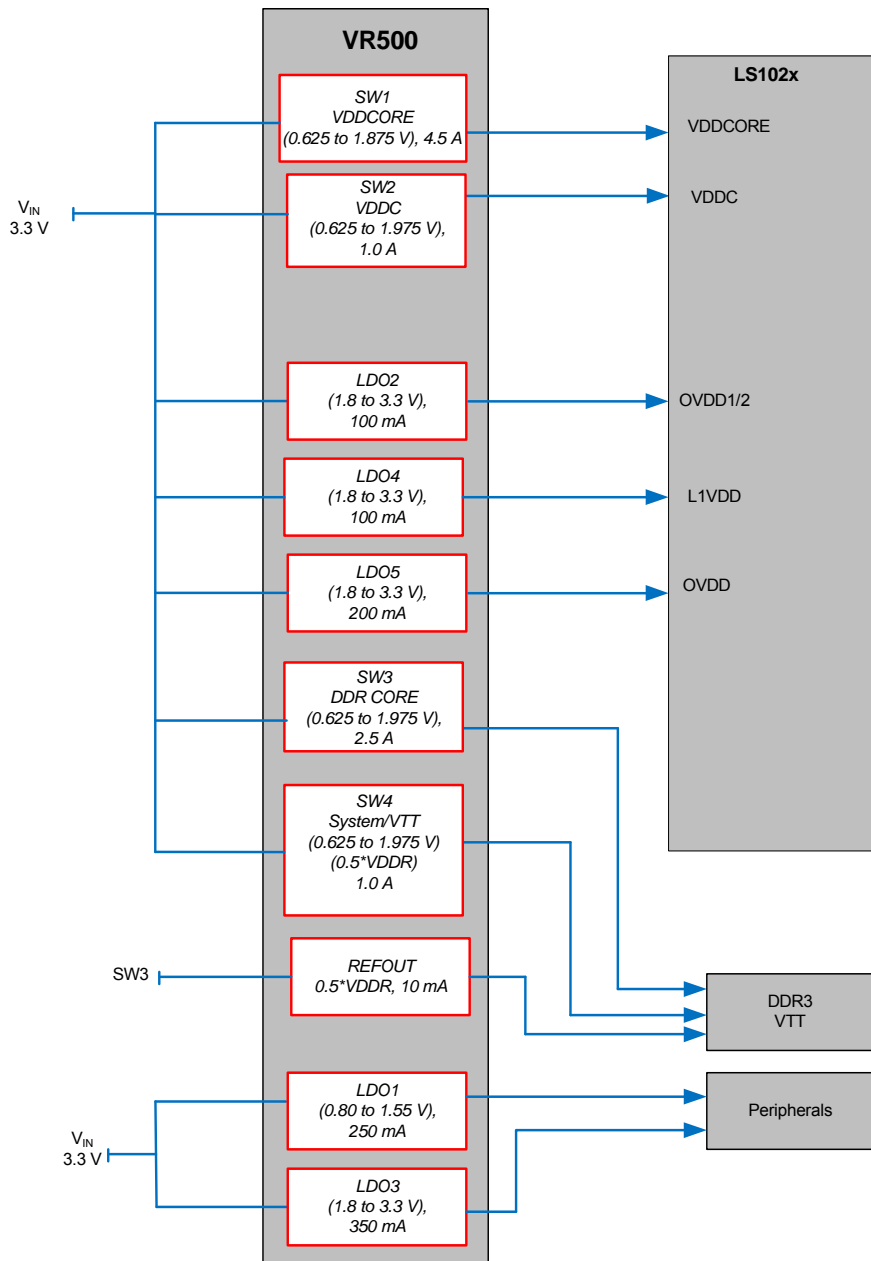 VR500
LS102x
SW1
VDDCORE
(0.625 to 1.875 V), 4.5 A
VDDCORE
SW2
VDDC
(0.625 to 1.975 V),
1.0 A
VDDC
VIN
3.3 V
LDO2
(1.8 to 3.3 V),
100 mA
OVDD1/2
LDO4
(1.8 to 3.3 V),
100 mA
L1VDD
LDO5
(1.8 to 3.3 V),
200 mA
OVDD
SW3
DDR CORE
(0.625 to 1.975 V),
2.5 A
SW4
System/VTT
(0.625 to 1.975 V)
(0.5*VDDR)
1.0 A
SW3
REFOUT
0.5*VDDR, 10 mA
DDR3
VTT
LDO1
(0.80 to 1.55 V),
250 mA
Peripherals
VIN
3.3 V
LDO3
(1.8 to 3.3 V),
350 mA